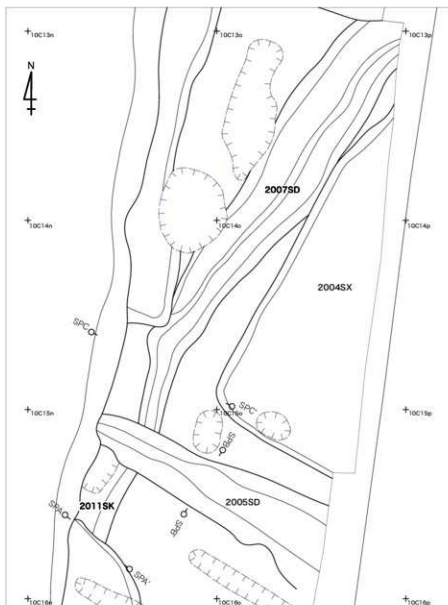 10C13n
10C13o
10C13p
N
2007SD
10C14n
10C14o
10C14p
2004SX
SPC
SPC'
10C15n
10C15o
10C15p
SPB
2011SK
2005SD
SPA
SPB'
SPA'
10C16n
10C16o
10C16p